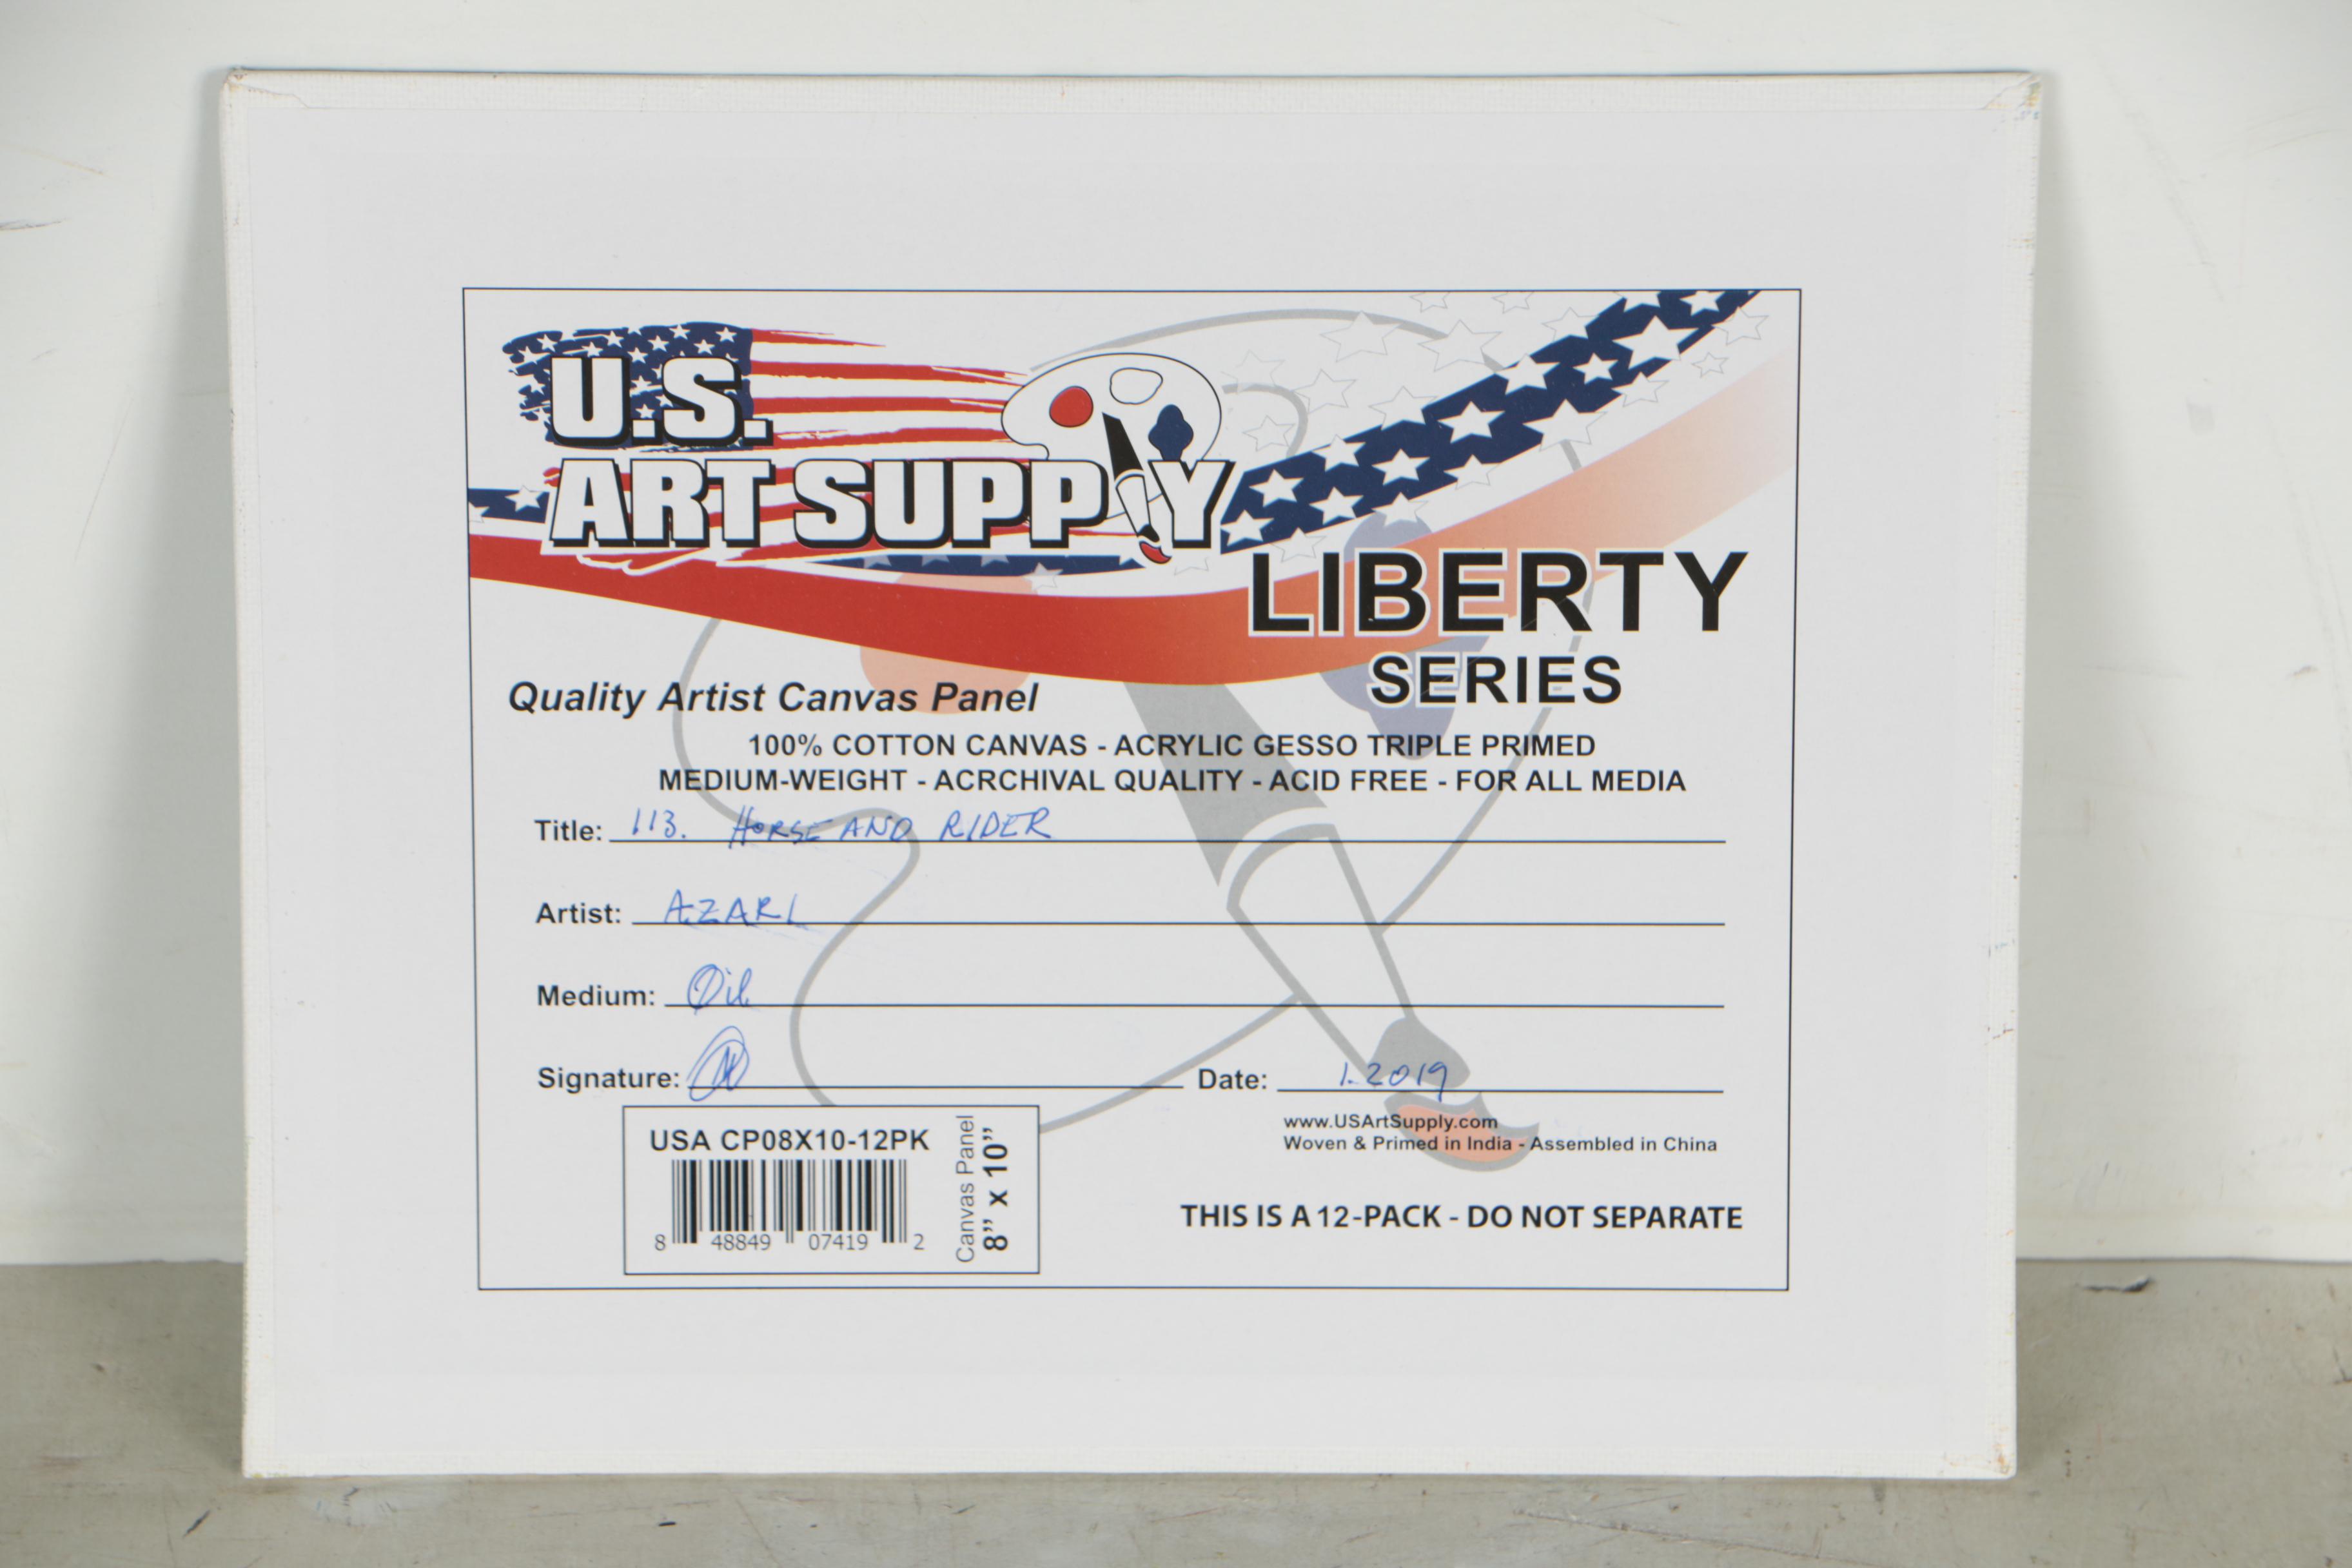 U.S.
ART SUPPLY
LIBERTY
SERIES
Quality Artist Canvas Panel
100% COTTON CANVAS - ACRYLIC GESSO TRIPLE PRIMED
MEDIUM-WEIGHT - ACRCHIVAL QUALITY - ACID FREE - FOR ALL MEDIA
Title: 113. HORSE AND RIDER
Artist: AZARI
Medium: Oil
Signature: Date: 1.2019
USA CP08X10-12PK
8 48849 07419 2
Canvas Panel
8” x 10”
www.USArtSupply.com
Woven & Primed in India - Assembled in China
THIS IS A 12-PACK - DO NOT SEPARATE